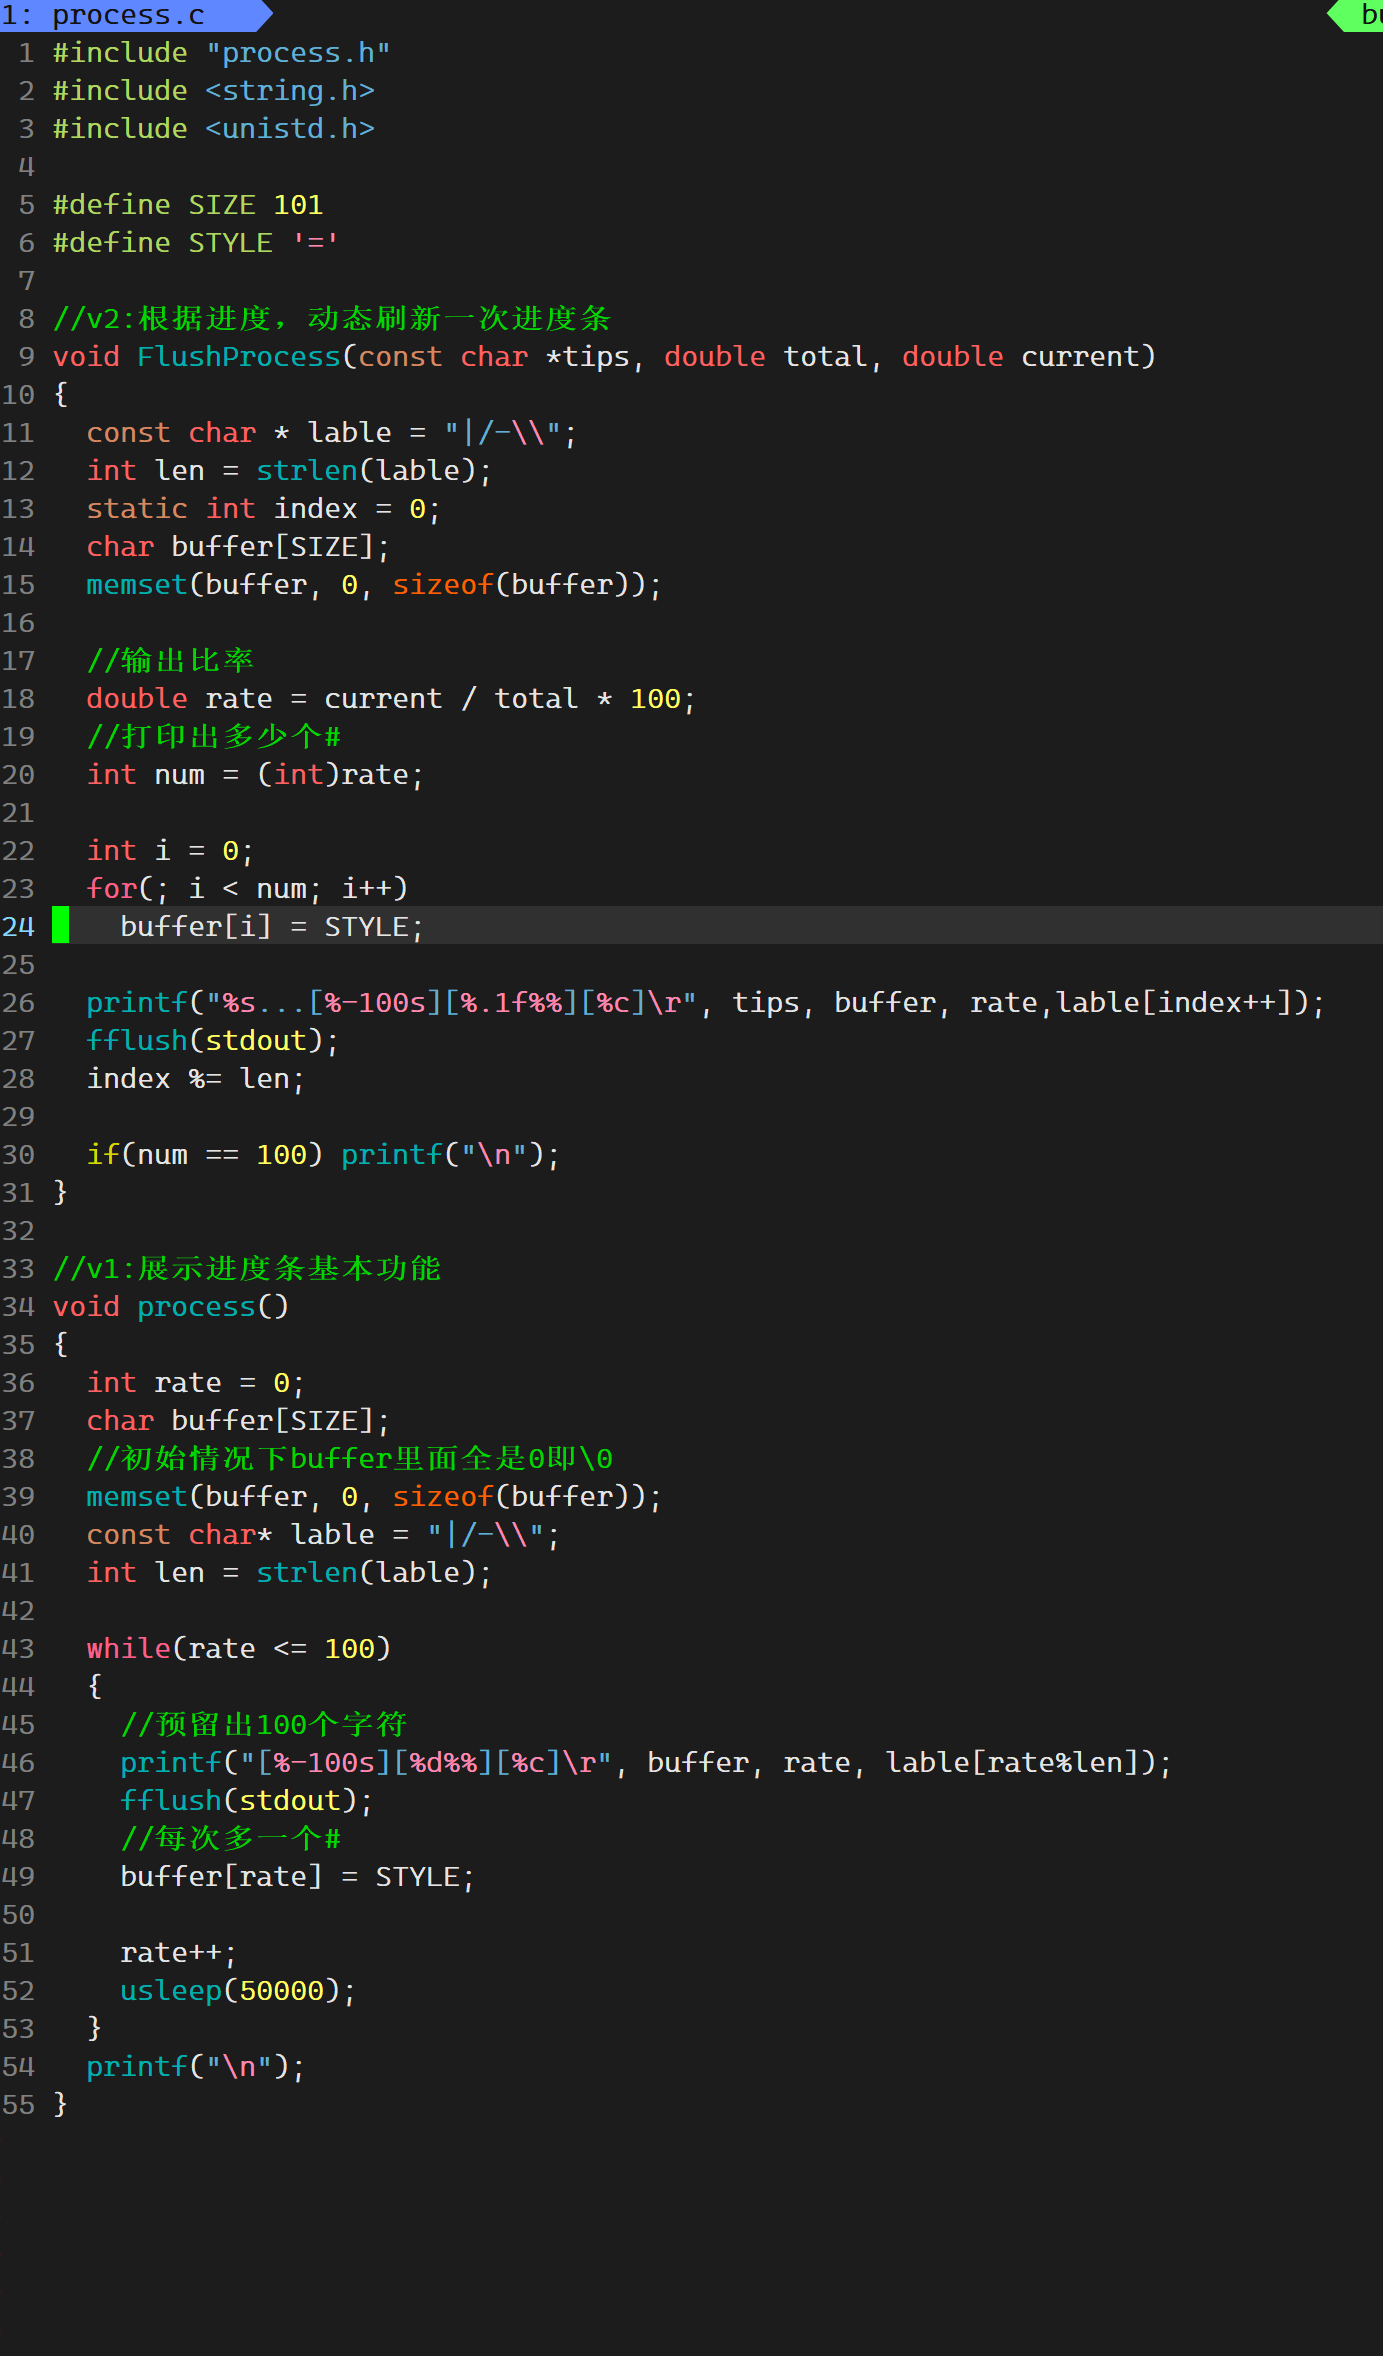 1: process.c
bu
1 #include "process.h"
2 #include <string.h>
3 #include <unistd.h>
4
5 #define SIZE 101
6 #define STYLE '='
7
8 //v2:根据进度，动态刷新一次进度条
9 void FlushProcess(const char *tips, double total, double current)
10 {
11   const char * lable = "|/-\\";
12   int len = strlen(lable);
13   static int index = 0;
14   char buffer[SIZE];
15   memset(buffer, 0, sizeof(buffer));
16
17   //输出比率
18   double rate = current / total * 100;
19   //打印出多少个#
20   int num = (int)rate;
21
22   int i = 0;
23   for(; i < num; i++)
24     buffer[i] = STYLE;
25
26   printf("%s...[%-100s][%.1f%%][%c]\r", tips, buffer, rate,lable[index++]);
27   fflush(stdout);
28   index %= len;
29
30   if(num == 100) printf("\n");
31 }
32
33 //v1:展示进度条基本功能
34 void process()
35 {
36   int rate = 0;
37   char buffer[SIZE];
38   //初始情况下buffer里面全是0即\0
39   memset(buffer, 0, sizeof(buffer));
40   const char* lable = "|/-\\";
41   int len = strlen(lable);
42
43   while(rate <= 100)
44   {
45     //预留出100个字符
46     printf("[%-100s][%d%%][%c]\r", buffer, rate, lable[rate%len]);
47     fflush(stdout);
48     //每次多一个#
49     buffer[rate] = STYLE;
50
51     rate++;
52     usleep(50000);
53   }
54   printf("\n");
55 }